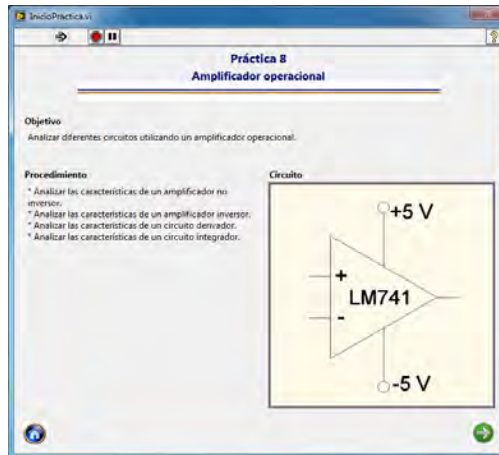 InicioPractica.vi
Práctica 8
Amplificador operacional
Objetivo
Analizar diferentes circuitos utilizando un amplificador operacional.
Procedimiento
* Analizar las características de un amplificador no
inversor.
* Analizar las características de un amplificador inversor.
* Analizar las características de un circuito derivador.
* Analizar las características de un circuito integrador.
Circuito
+5 V
+
LM741
-
-5 V